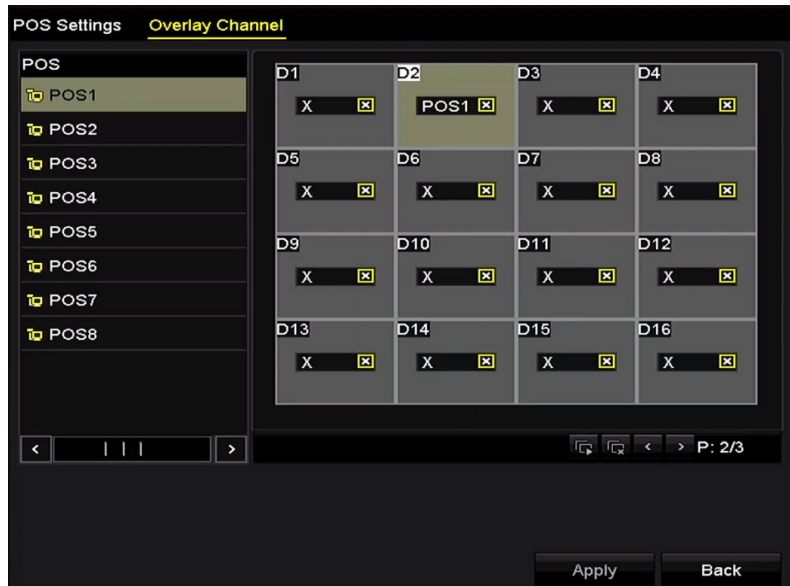 POS Settings Overlay Channel
POS
POS1
POS2
POS3
POS4
POS5
POS6
POS7
POS8
D1 D2 D3 D4
X POS1 X X
D5 D6 D7 D8
X X X X
D9 D10 D11 D12
X X X X
D13 D14 D15 D16
X X X X
P: 2/3
Apply Back